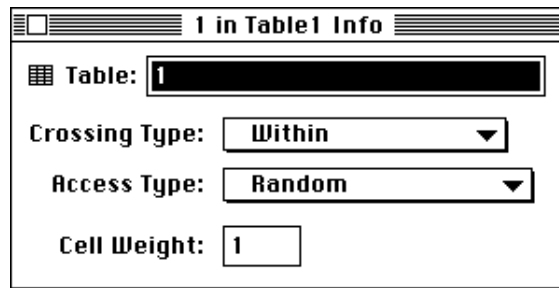 1 in Table1 Info
Table: 1
Crossing Type: Within
Access Type: Random
Cell Weight: 1